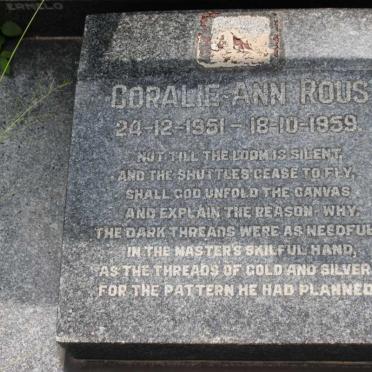 ERMELO
CORALIE-ANN ROUS
24-12-1951 - 18-10-1959.
NOT TILL THE LOOM IS SILENT,
AND THE SHUTTLES CEASE TO FLY,
SHALL GOD UNFOLD THE CANVAS
AND EXPLAIN THE REASON WHY,
THE DARK THREADS WERE AS NEEDFUL
IN THE MASTER'S SKILFUL HAND,
AS THE THREADS OF GOLD AND SILVER
FOR THE PATTERN HE HAD PLANNED